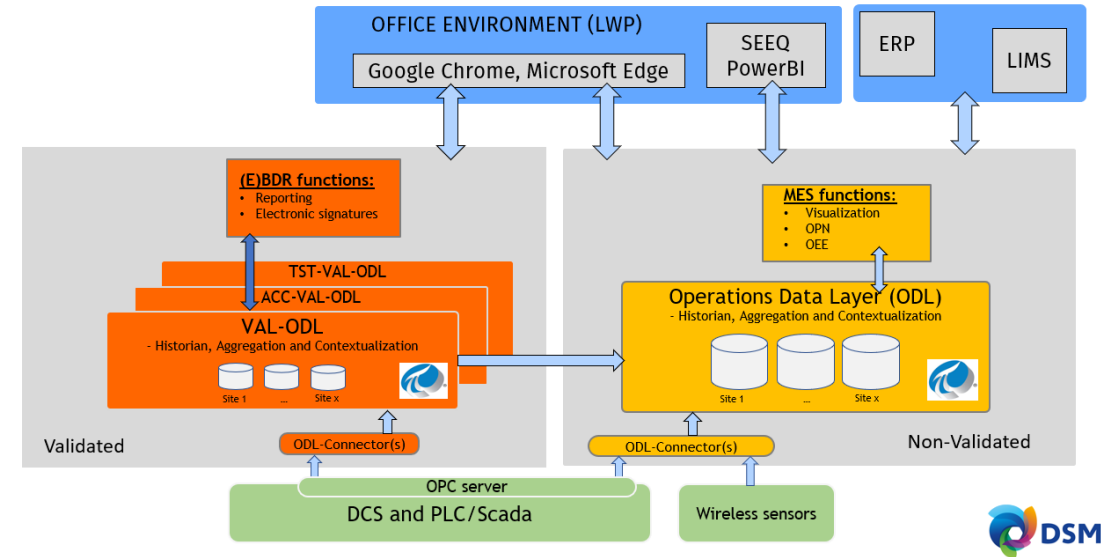 OFFICE ENVIRONMENT (LWP)
Google Chrome, Microsoft Edge
SEEQ
PowerBI
ERP
LIMS
(E)BDR functions:
• Reporting
• Electronic signatures
MES functions:
• Visualization
• OPN
• OEE
TST-VAL-ODL
ACC-VAL-ODL
VAL-ODL
- Historian, Aggregation and Contextualization
Site 1
...
Site x
Operations Data Layer (ODL)
- Historian, Aggregation and Contextualization
Site 1
...
Site x
Validated
ODL-Connector(s)
ODL-Connector(s)
Non-Validated
OPC server
DCS and PLC/Scada
Wireless sensors
DSM